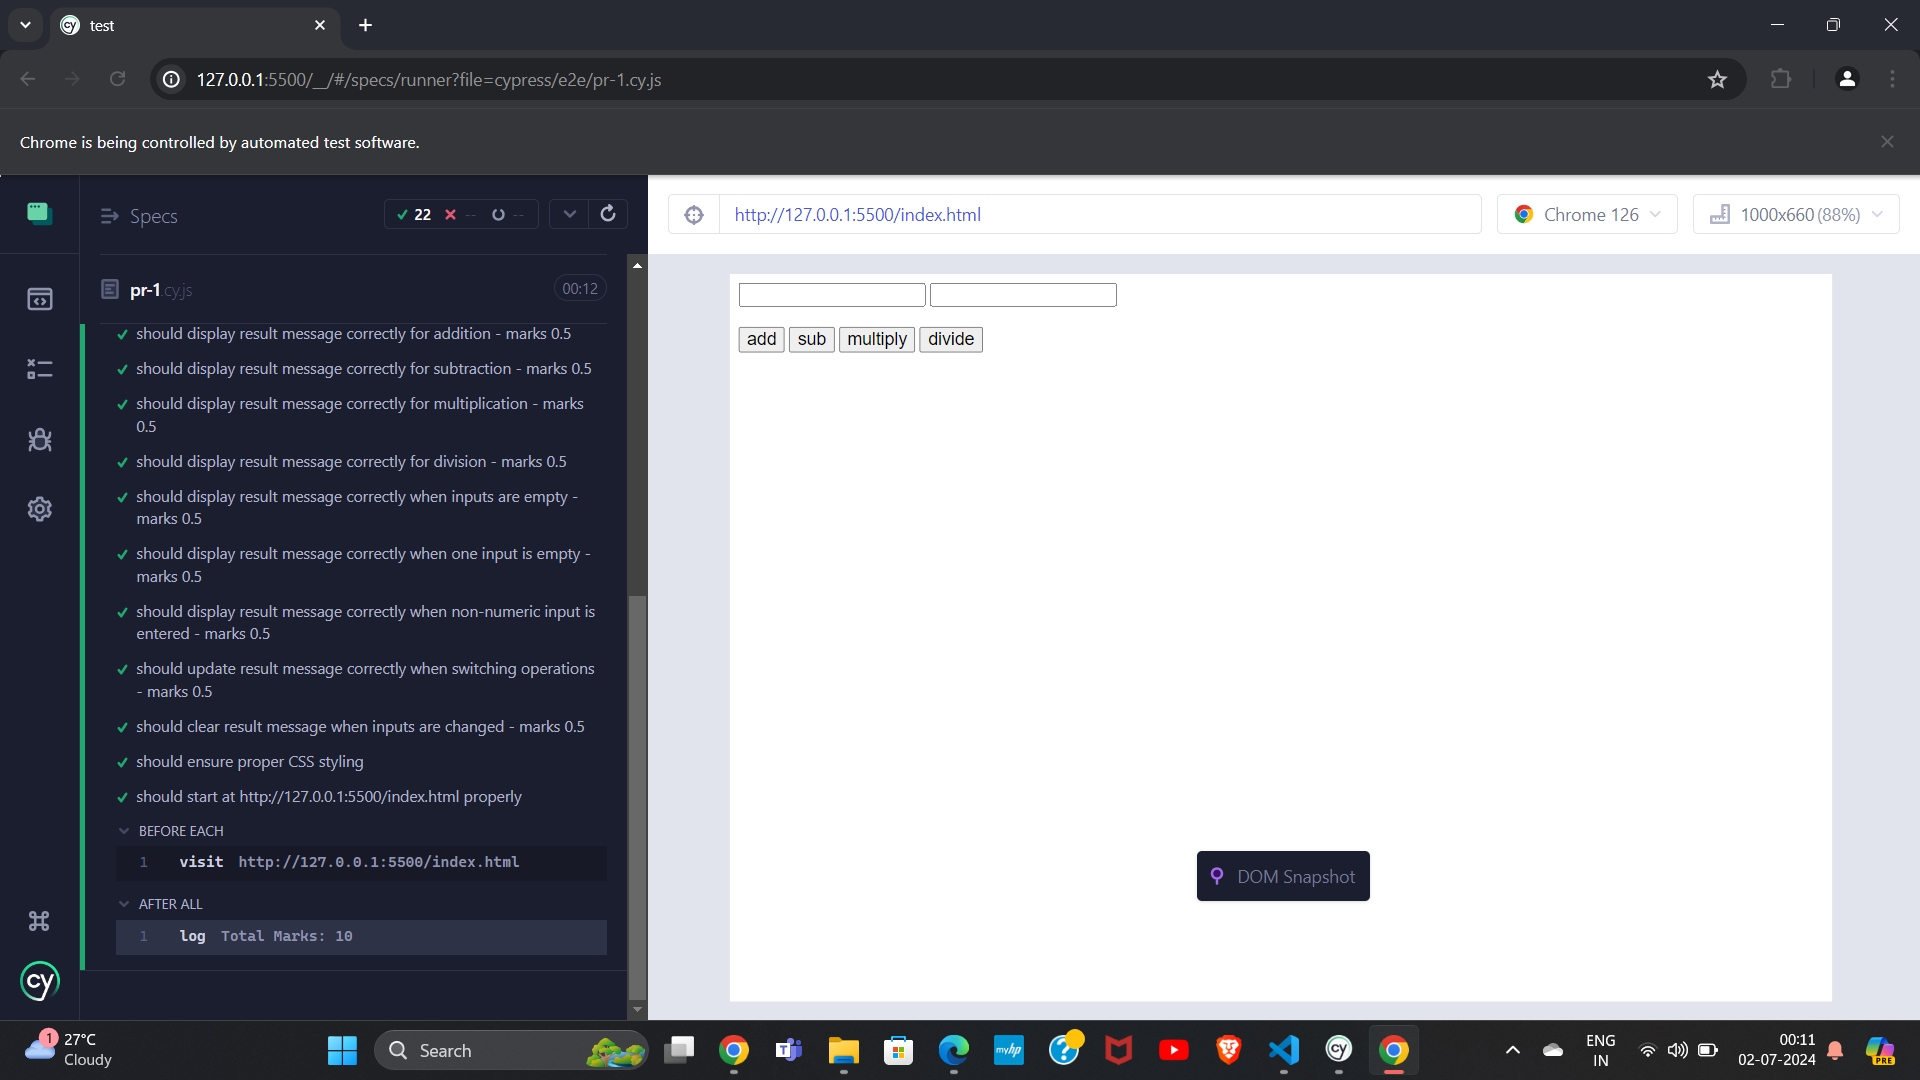 test
127.0.0.1:5500/__/#/specs/runner?file=cypress/e2e/pr-1.cy.js
Chrome is being controlled by automated test software.
Specs
22
--
--
http://127.0.0.1:5500/index.html
Chrome 126
1000x660 (88%)
pr-1.cy.js
00:12
should display result message correctly for addition - marks 0.5
should display result message correctly for subtraction - marks 0.5
should display result message correctly for multiplication - marks
0.5
should display result message correctly for division - marks 0.5
should display result message correctly when inputs are empty -
marks 0.5
should display result message correctly when one input is empty -
marks 0.5
should display result message correctly when non-numeric input is
entered - marks 0.5
should update result message correctly when switching operations
- marks 0.5
should clear result message when inputs are changed - marks 0.5
should ensure proper CSS styling
should start at http://127.0.0.1:5500/index.html properly
BEFORE EACH
1 visit http://127.0.0.1:5500/index.html
AFTER ALL
1 log Total Marks: 10
cy
add sub multiply divide
DOM Snapshot
1
27°C
Cloudy
Search
myhp
cy
ENG
IN
00:11
02-07-2024
PRE